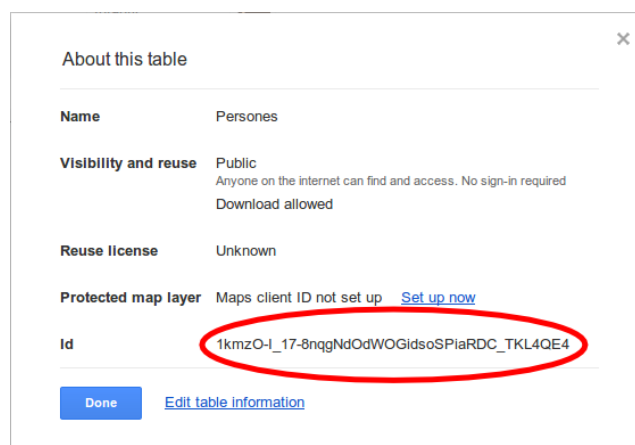 About this table
Name Persones
Visibility and reuse Public
Anyone on the internet can find and access. No sign-in required
Download allowed
Reuse license Unknown
Protected map layer Maps client ID not set up Set up now
Id 1kmzO-I_17-8nqgNdOdWOGidsoSPiaRDC_TKL4QE4
Done Edit table information